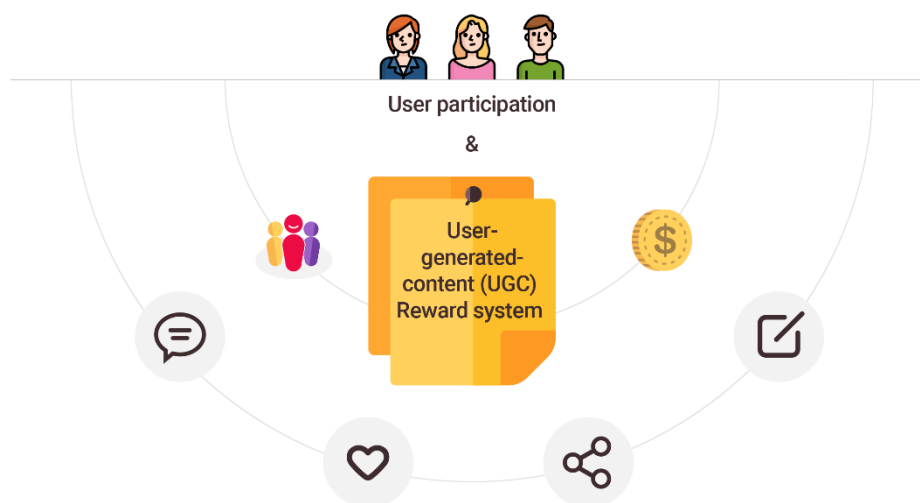 User participation
&
User-
generated-
content (UGC)
Reward system
$